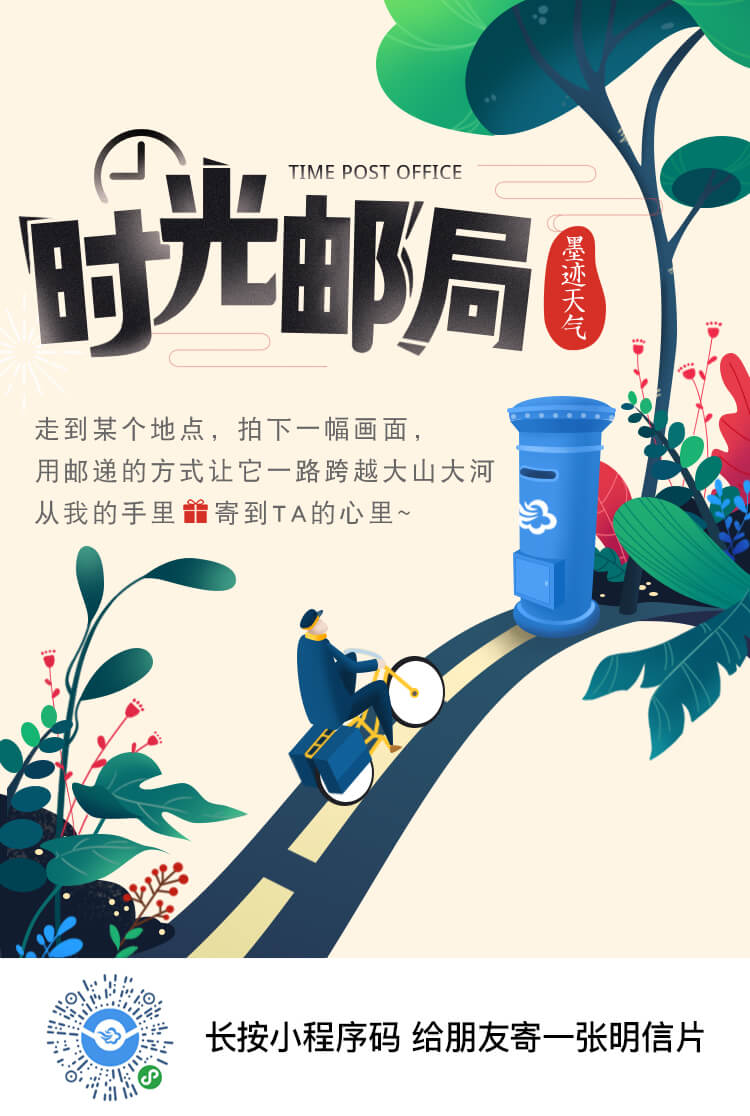 TIME POST OFFICE
时光邮局
墨迹天气
走到某个地点，拍下一幅画面，
用邮递的方式让它一路跨越大山大河
从我的手里寄到TA的心里~
长按小程序码 给朋友寄一张明信片